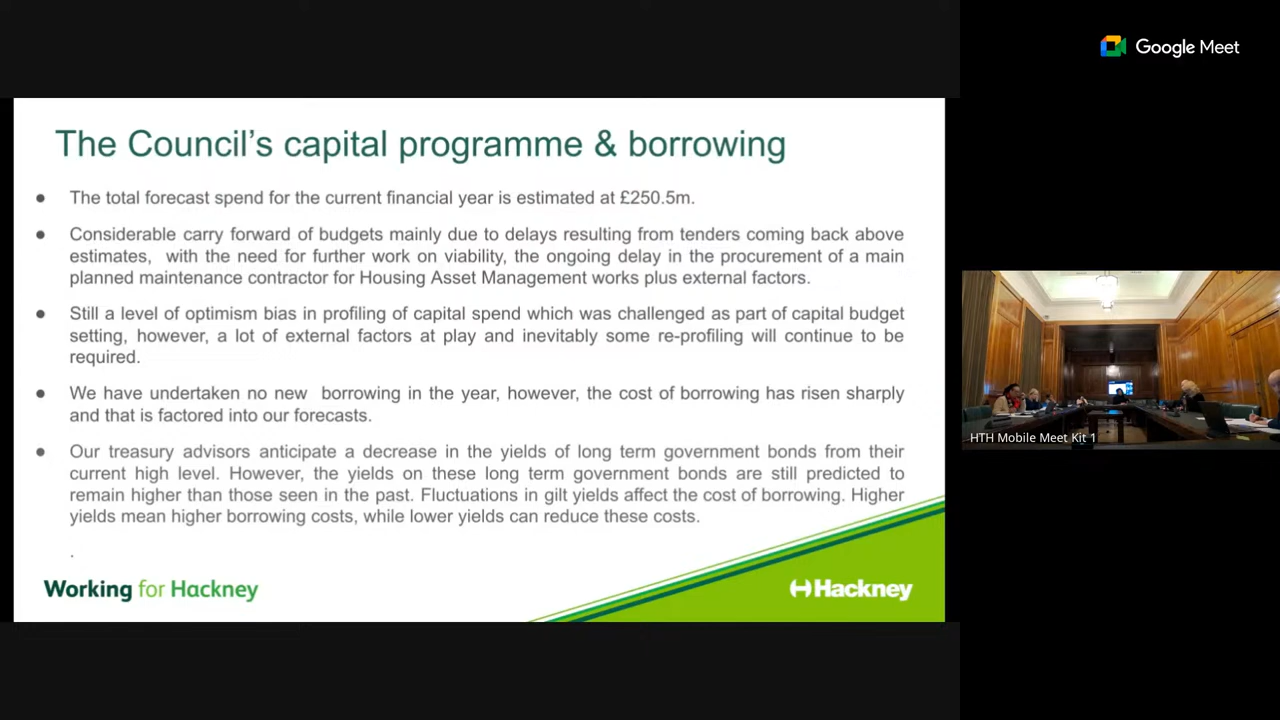 Google Meet
The Council's capital programme & borrowing
● The total forecast spend for the current financial year is estimated at £250.5m.
● Considerable carry forward of budgets mainly due to delays resulting from tenders coming back above
estimates, with the need for further work on viability, the ongoing delay in the procurement of a main
planned maintenance contractor for Housing Asset Management works plus external factors.
● Still a level of optimism bias in profiling of capital spend which was challenged as part of capital budget
setting, however, a lot of external factors at play and inevitably some re-profiling will continue to be
required.
● We have undertaken no new borrowing in the year, however, the cost of borrowing has risen sharply
and that is factored into our forecasts.
● Our treasury advisors anticipate a decrease in the yields of long term government bonds from their
current high level. However, the yields on these long term government bonds are still predicted to
remain higher than those seen in the past. Fluctuations in gilt yields affect the cost of borrowing. Higher
yields mean higher borrowing costs, while lower yields can reduce these costs.
.
Working for Hackney
Hackney
HTH Mobile Meet Kit 1